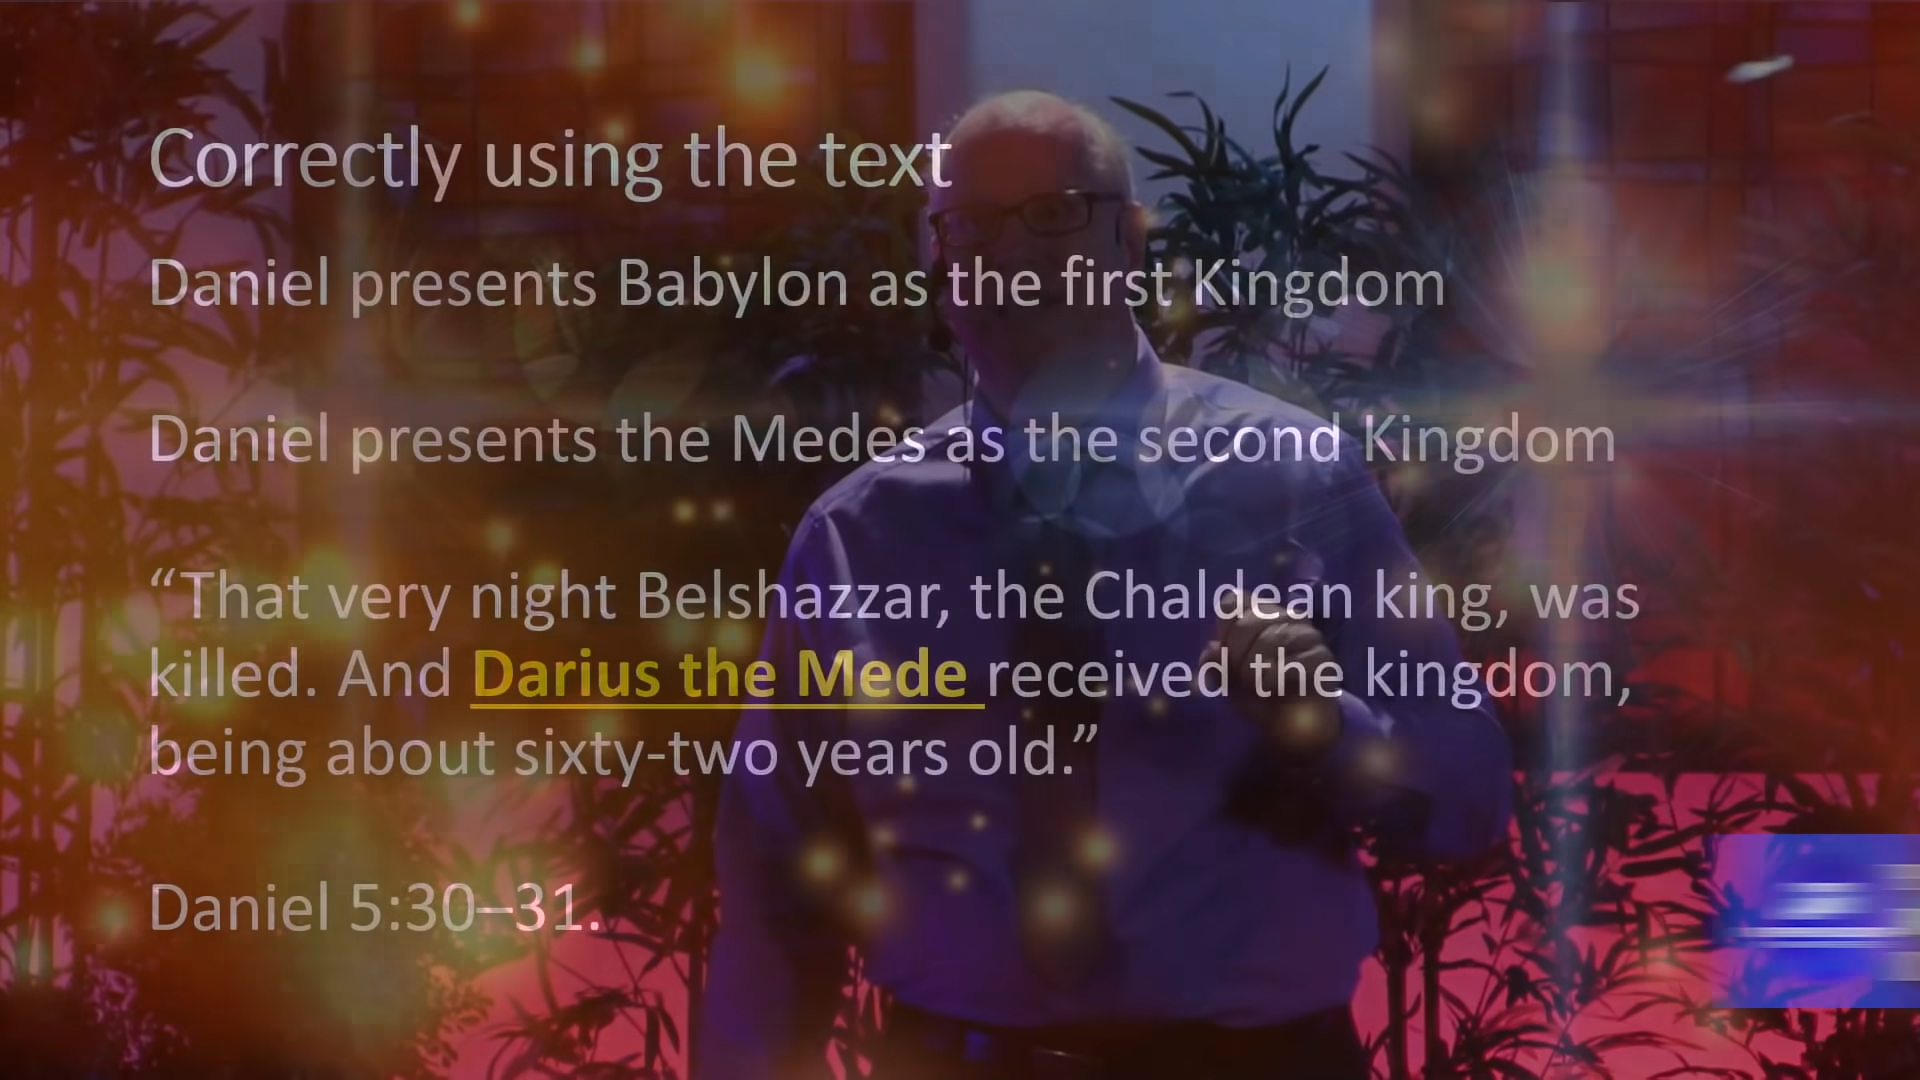 Correctly using the text
Daniel presents Babylon as the first Kingdom
Daniel presents the Medes as the second Kingdom
“That very night Belshazzar, the Chaldean king, was
killed. And Darius the Mede received the kingdom,
being about sixty-two years old.”
Daniel 5:30–31.